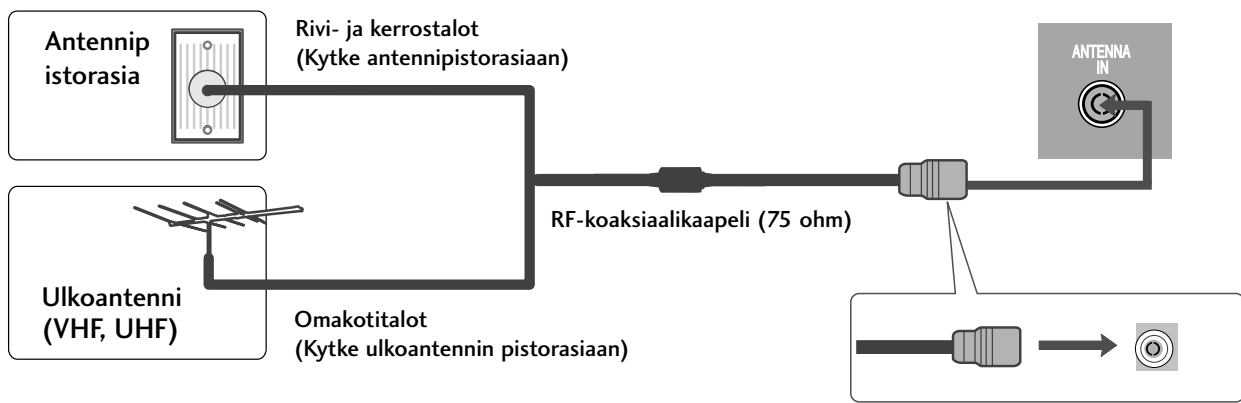 Antennip
istorasia
Rivi- ja kerrostalot
(Kytke antennipistorasiaan)
ANTENNA
IN
RF-koaksiaalikaapeli (75 ohm)
Ulkoantenni
(VHF, UHF)
Omakotitalot
(Kytke ulkoantennin pistorasiaan)